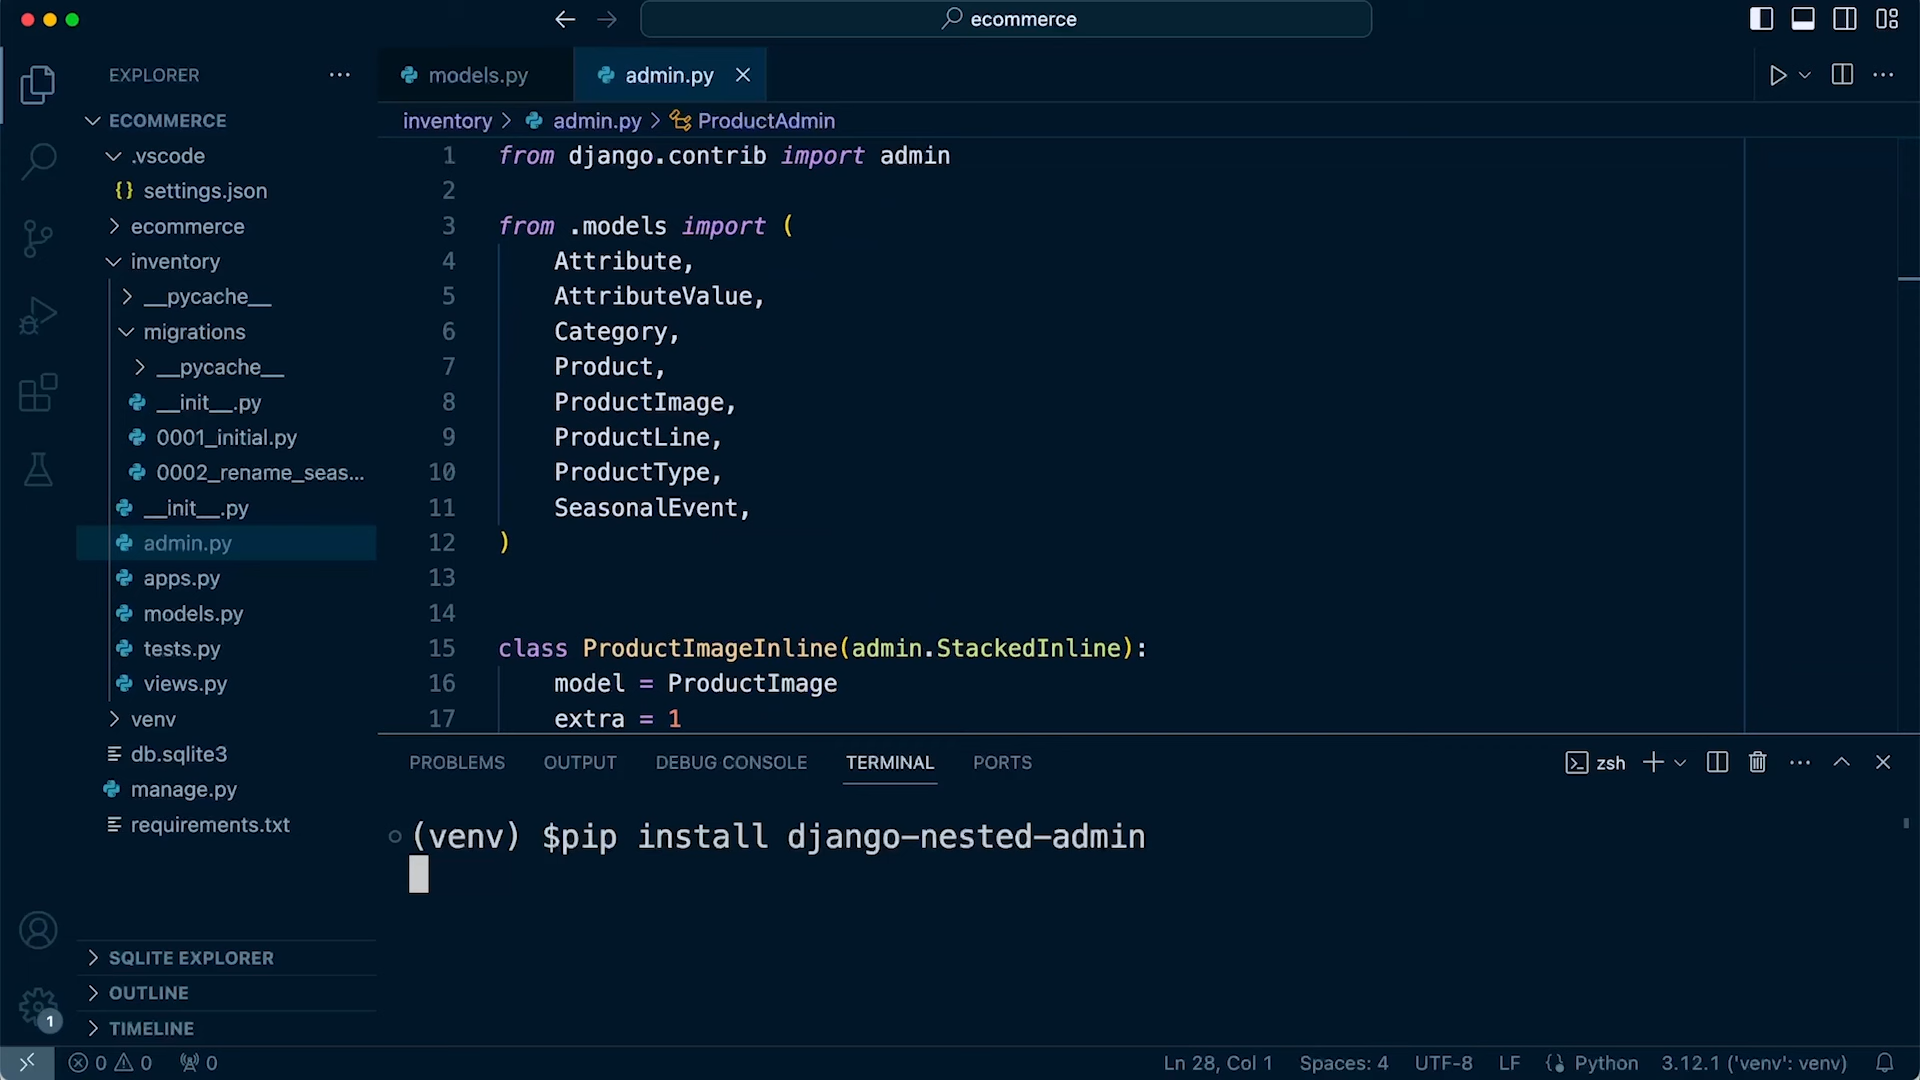 ecommerce
EXPLORER
models.py
admin.py
ECOMMERCE
inventory > admin.py > ProductAdmin
.vscode
settings.json
ecommerce
inventory
__pycache__
migrations
__pycache__
__init__.py
0001_initial.py
0002_rename_seas...
__init__.py
admin.py
apps.py
models.py
tests.py
views.py
venv
db.sqlite3
manage.py
requirements.txt
SQLITE EXPLORER
OUTLINE
TIMELINE
1 from django.contrib import admin
2
3 from .models import (
4 Attribute,
5 AttributeValue,
6 Category,
7 Product,
8 ProductImage,
9 ProductLine,
10 ProductType,
11 SeasonalEvent,
12 )
13
14
15 class ProductImageInline(admin.StackedInline):
16 model = ProductImage
17 extra = 1
PROBLEMS OUTPUT DEBUG CONSOLE TERMINAL PORTS zsh
(venv) $pip install django-nested-admin
1
0 0 0 Ln 28, Col 1 Spaces: 4 UTF-8 LF Python 3.12.1 ('venv': venv)